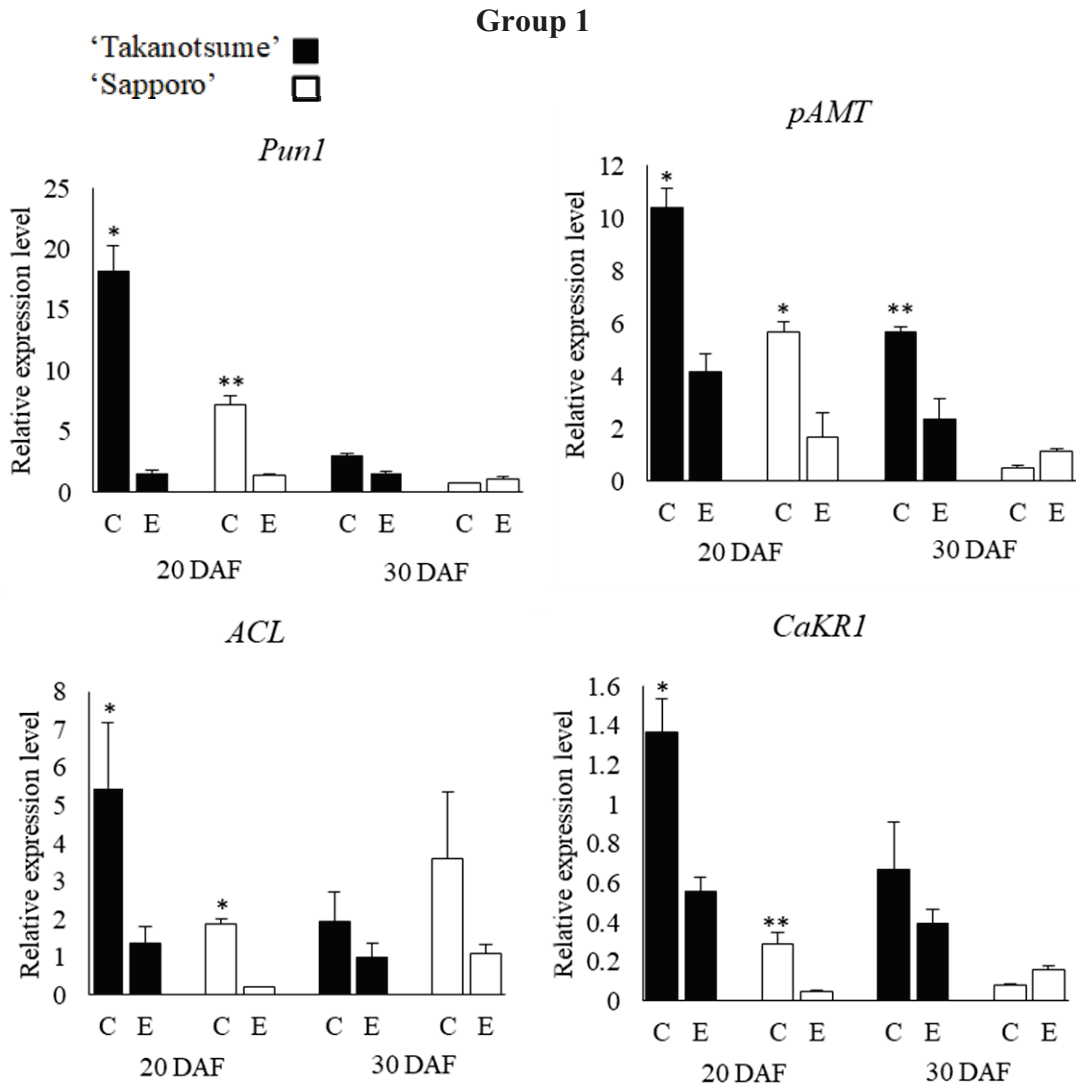 Group 1
‘Takanotsume’
‘Sapporo’
Pun1
Relative expression level
25
20
15
10
5
0
*
**
C E C E C E C E
20 DAF 30 DAF
pAMT
Relative expression level
12
10
8
6
4
2
0
*
*
**
C E C E C E C E
20 DAF 30 DAF
ACL
Relative expression level
8
7
6
5
4
3
2
1
0
*
*
C E C E C E C E
20 DAF 30 DAF
CaKR1
Relative expression level
1.6
1.4
1.2
1
0.8
0.6
0.4
0.2
0
*
**
C E C E C E C E
20 DAF 30 DAF